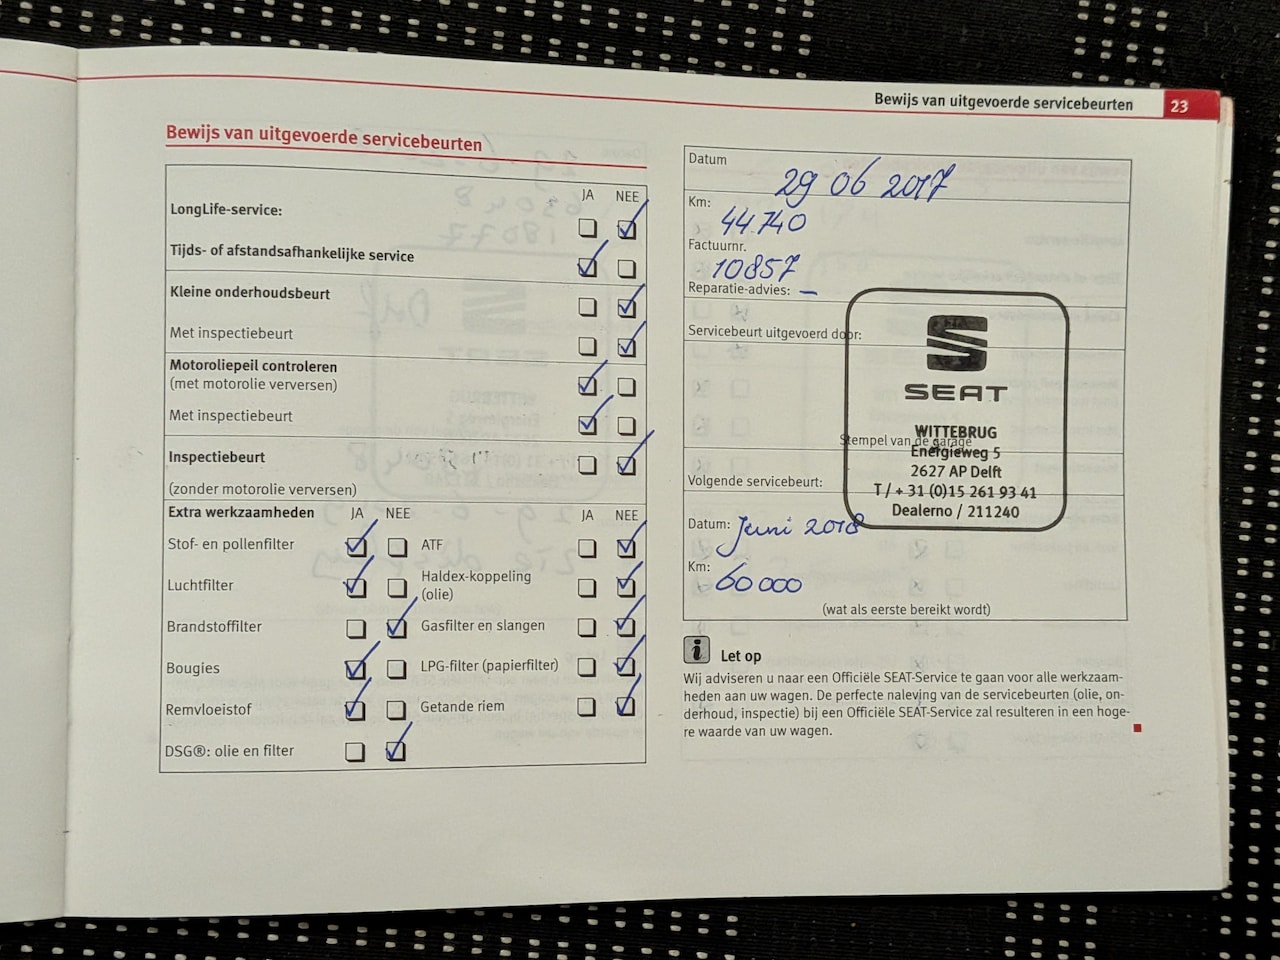 Bewijs van uitgevoerde servicebeurten 23
Bewijs van uitgevoerde servicebeurten
JA NEE
LongLife-service:
Tijds- of afstandsafhankelijke service
Kleine onderhoudsbeurt
Met inspectiebeurt
Motoroliepeil controleren
(met motorolie verversen)
Met inspectiebeurt
Inspectiebeurt
(zonder motorolie verversen)
Extra werkzaamheden JA NEE JA NEE
Stof- en pollenfilter ATF
Luchtfilter Haldex-koppeling
(olie)
Brandstoffilter Gasfilter en slangen
Bougies LPG-filter (papierfilter)
Remvloeistof Getande riem
DSG®: olie en filter
Datum
29 06 2017
Km:
44.740
Factuurnr.
10857
Reparatie-advies: —
Servicebeurt uitgevoerd door:
SEAT
WITTEBRUG
Stempel van de garage
Energieweg 5
2627 AP Delft
T / + 31 (0)15 261 93 41
Dealerno / 211240
Volgende servicebeurt:
Datum: Juni 2018
Km: 60000
(wat als eerste bereikt wordt)
i Let op
Wij adviseren u naar een Officiële SEAT-Service te gaan voor alle werkzaam-
heden aan uw wagen. De perfecte naleving van de servicebeurten (olie, on-
derhoud, inspectie) bij een Officiële SEAT-Service zal resulteren in een hoge-
re waarde van uw wagen.